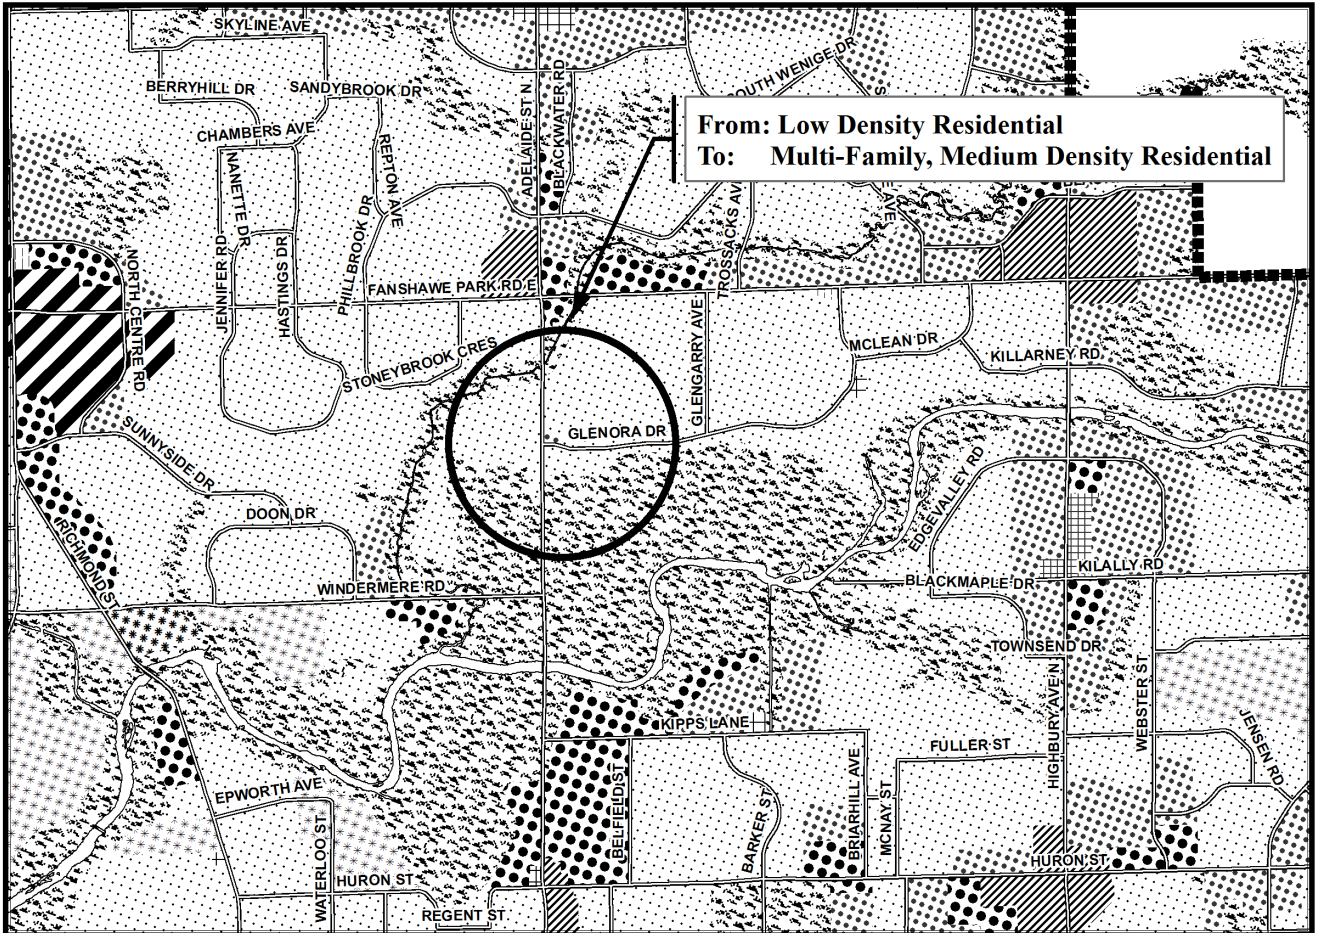 SKYLINE AVE
BERRYHILL DR
SANDYBROOK DR
CHAMBERS AVE
NANETTE DR
REPTON AVE
ADELAIDE ST N
BLACKWATER RD
SOUTH WENIGE DR
From: Low Density Residential
To: Multi-Family, Medium Density Residential
AVE
NORTH CENTRE RD
JENNIFER RD
HASTINGS DR
PHILLBROOK DR
FANSHAWE PARK RD E
TROSSACKS AV
STONEYBROOK CRES
GLENGARRY AVE
MCLEAN DR
KILLARNEY RD
SUNNYSIDE DR
GLENORA DR
DOON DR
EDGEVALLEY RD
RICHMOND ST
WINDERMERE RD
BLACKMAPLE DR
KILALLY RD
TOWNSEND DR
HIGHBURY AVE N
WEBSTER ST
JENSEN RD
KIPPS LANE
FULLER ST
EPWORTH AVE
BELFIELD ST
BARKER ST
BRIARHILL AVE
MCNAY ST
WATERLOO ST
HURON ST
HURON ST
REGENT ST